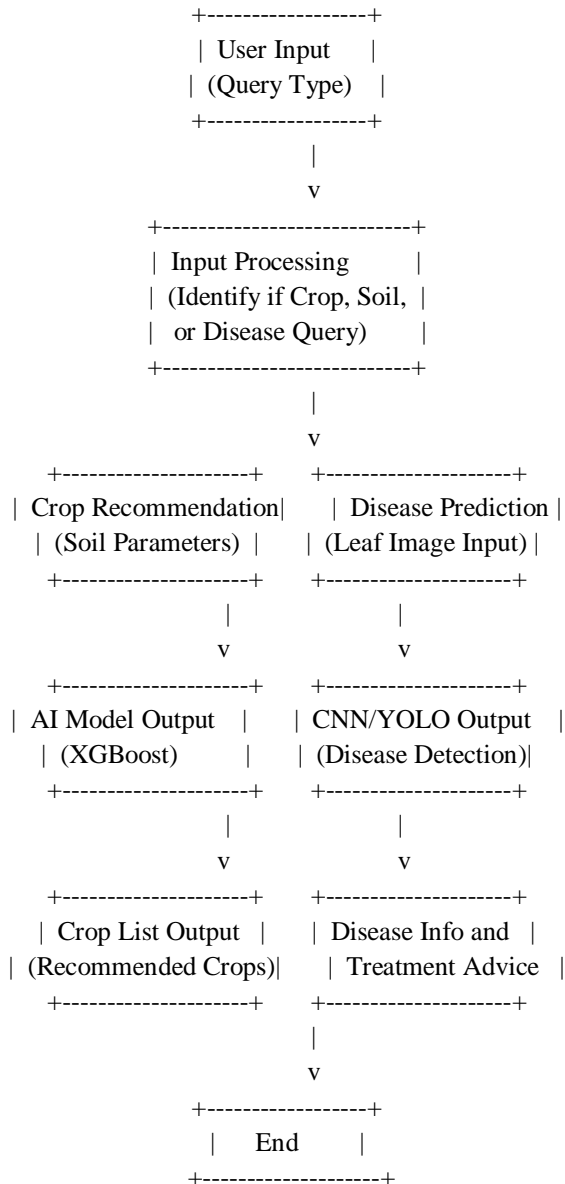 +------------------+
| User Input |
| (Query Type) |
+------------------+
|
v
+----------------------------+
| Input Processing |
| (Identify if Crop, Soil, |
| or Disease Query) |
+----------------------------+
|
v
+---------------------+ +----------------------+
| Crop Recommendation| | Disease Prediction |
| (Soil Parameters) | | (Leaf Image Input) |
+---------------------+ +----------------------+
| |
v v
+---------------------+ +----------------------+
| AI Model Output | | CNN/YOLO Output |
| (XGBoost) | | (Disease Detection)|
+---------------------+ +----------------------+
| |
v v
+---------------------+ +----------------------+
| Crop List Output | | Disease Info and |
| (Recommended Crops)| | Treatment Advice |
+---------------------+ +----------------------+
|
v
+------------------+
| End |
+--------------------+